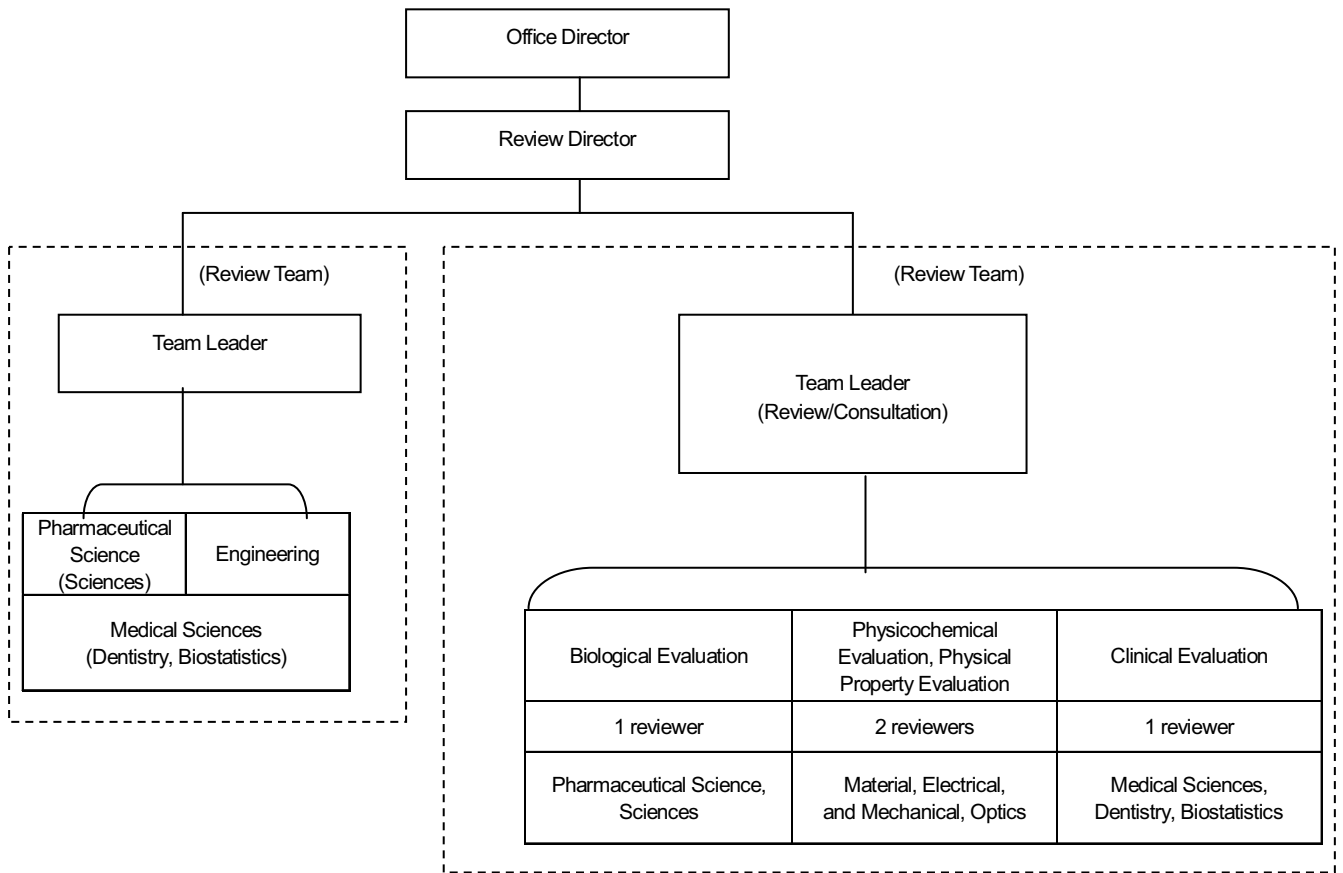 Office Director
Review Director
(Review Team)
Team Leader
Pharmaceutical
Science
(Sciences)
Engineering
Medical Sciences
(Dentistry, Biostatistics)
(Review Team)
Team Leader
(Review/Consultation)
Biological Evaluation
Physicochemical
Evaluation, Physical
Property Evaluation
Clinical Evaluation
1 reviewer
2 reviewers
1 reviewer
Pharmaceutical Science,
Sciences
Material, Electrical,
and Mechanical, Optics
Medical Sciences,
Dentistry, Biostatistics